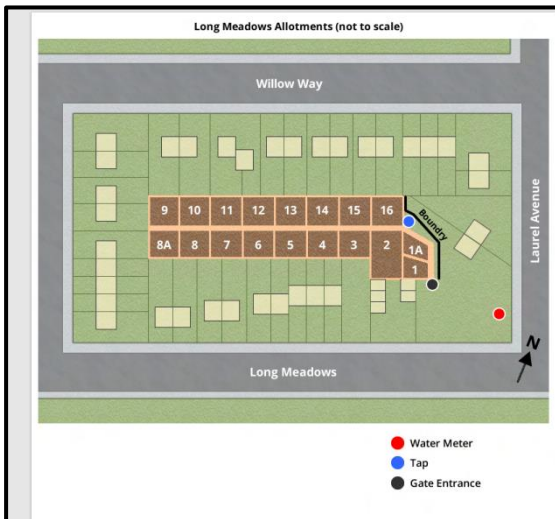 Long Meadows Allotments (not to scale)
Willow Way
Laurel Avenue
9 10 11 12 13 14 15 16
Boundry
8A 8 7 6 5 4 3 2 1A
1
N
Long Meadows
Water Meter
Tap
Gate Entrance